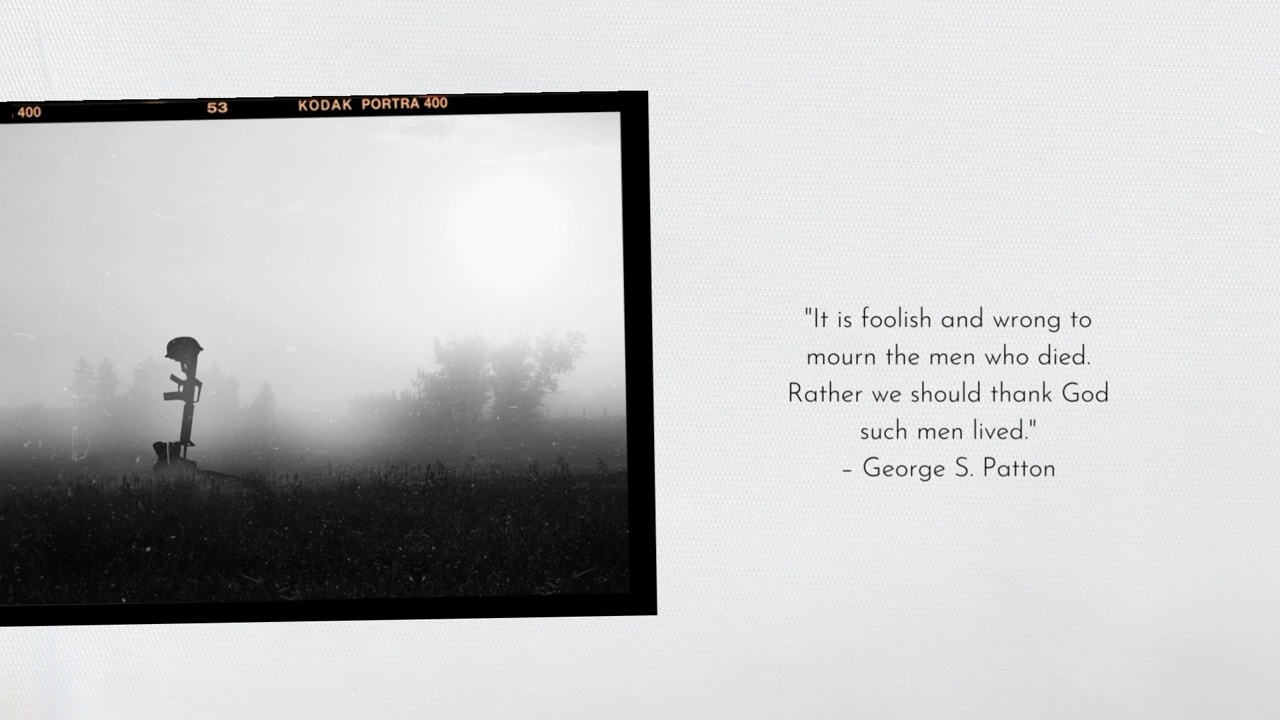 400
53
KODAK PORTRA 400
"It is foolish and wrong to
mourn the men who died.
Rather we should thank God
such men lived."
– George S. Patton